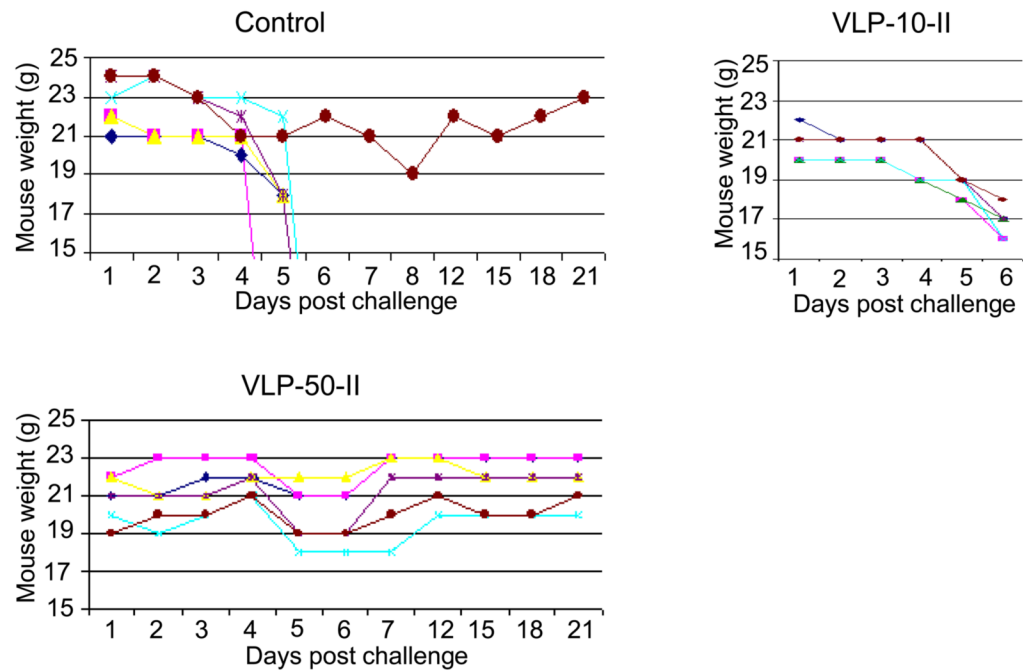 Control
Mouse weight (g)
25
23
21
19
17
15
1 2 3 4 5 6 7 8 12 15 18 21
Days post challenge
VLP-10-II
Mouse weight (g)
25
23
21
19
17
15
1 2 3 4 5 6
Days post challenge
VLP-50-II
Mouse weight (g)
25
23
21
19
17
15
1 2 3 4 5 6 7 12 15 18 21
Days post challenge